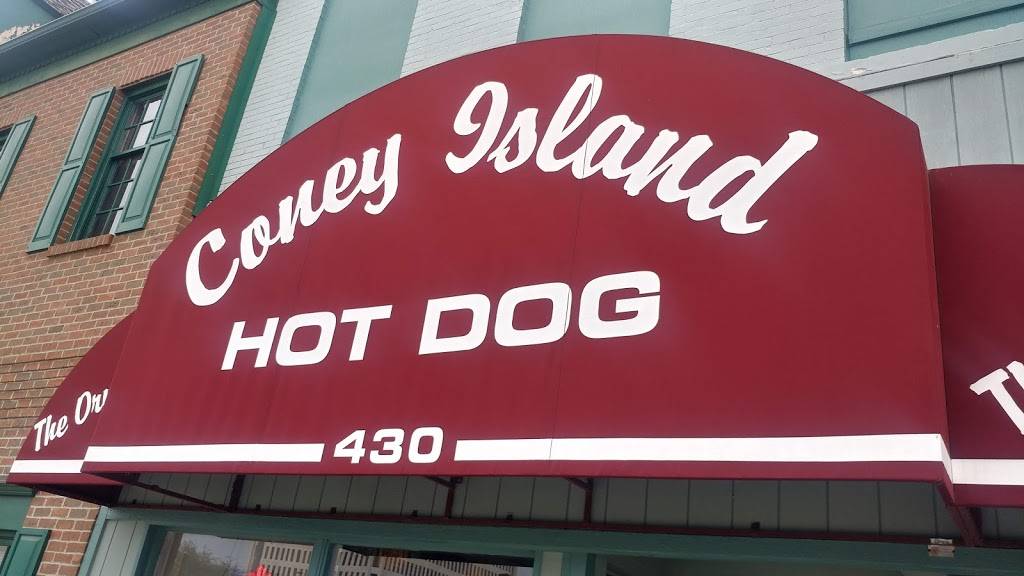 Coney Island
HOT DOG
430
The